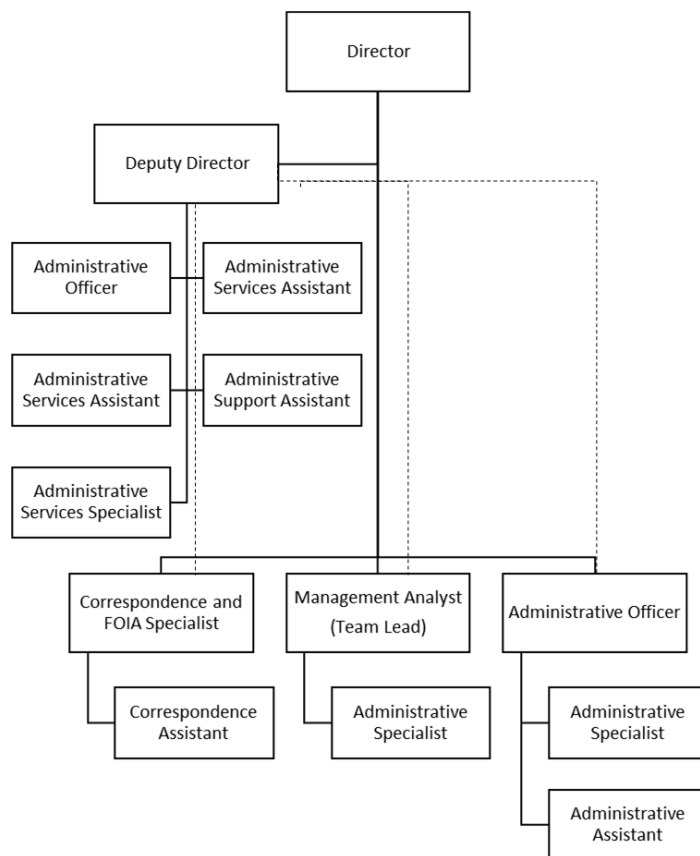 Director
Deputy Director
Administrative
Officer
Administrative
Services Assistant
Administrative
Services Assistant
Administrative
Support Assistant
Administrative
Services Specialist
Correspondence and
FOIA Specialist
Management Analyst
(Team Lead)
Administrative Officer
Correspondence
Assistant
Administrative
Specialist
Administrative
Specialist
Administrative
Assistant